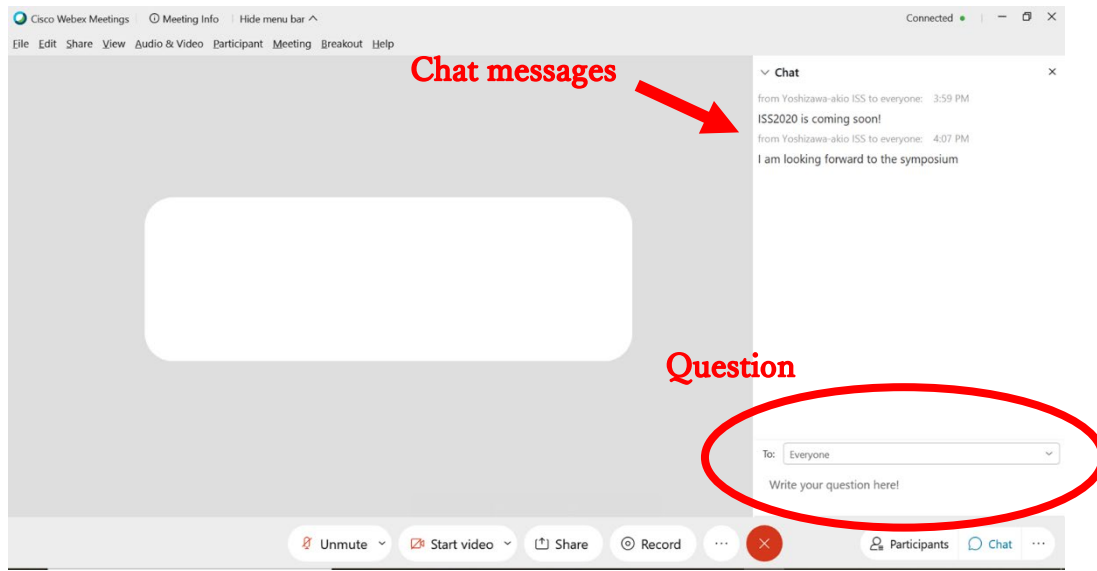 Cisco Webex Meetings Meeting Info Hide menu bar Connected
File Edit Share View Audio & Video Participant Meeting Breakout Help
Chat messages
Chat
from Yoshizawa-akio ISS to everyone: 3:59 PM
ISS2020 is coming soon!
from Yoshizawa-akio ISS to everyone: 4:07 PM
I am looking forward to the symposium
Question
To: Everyone
Write your question here!
Unmute Start video Share Record Participants Chat